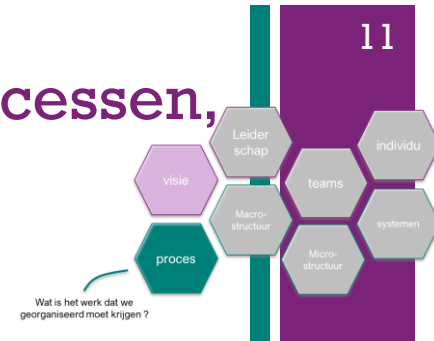 11
cessen,
Leider
schap
individu
visie
teams
Macro-
structuur
systemen
proces
Micro-
structuur
Wat is het werk dat we
georganiseerd moet krijgen ?